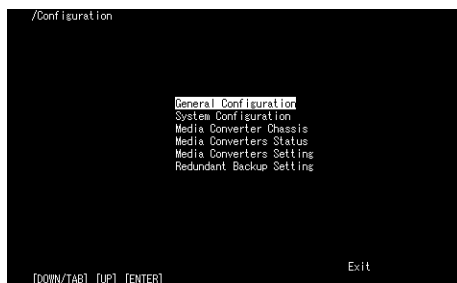 /Configuration
General Configuration
System Configuration
Media Converter Chassis
Media Converters Status
Media Converters Setting
Redundant Backup Setting
Exit
[DOWN/TAB] [UP] [ENTER]